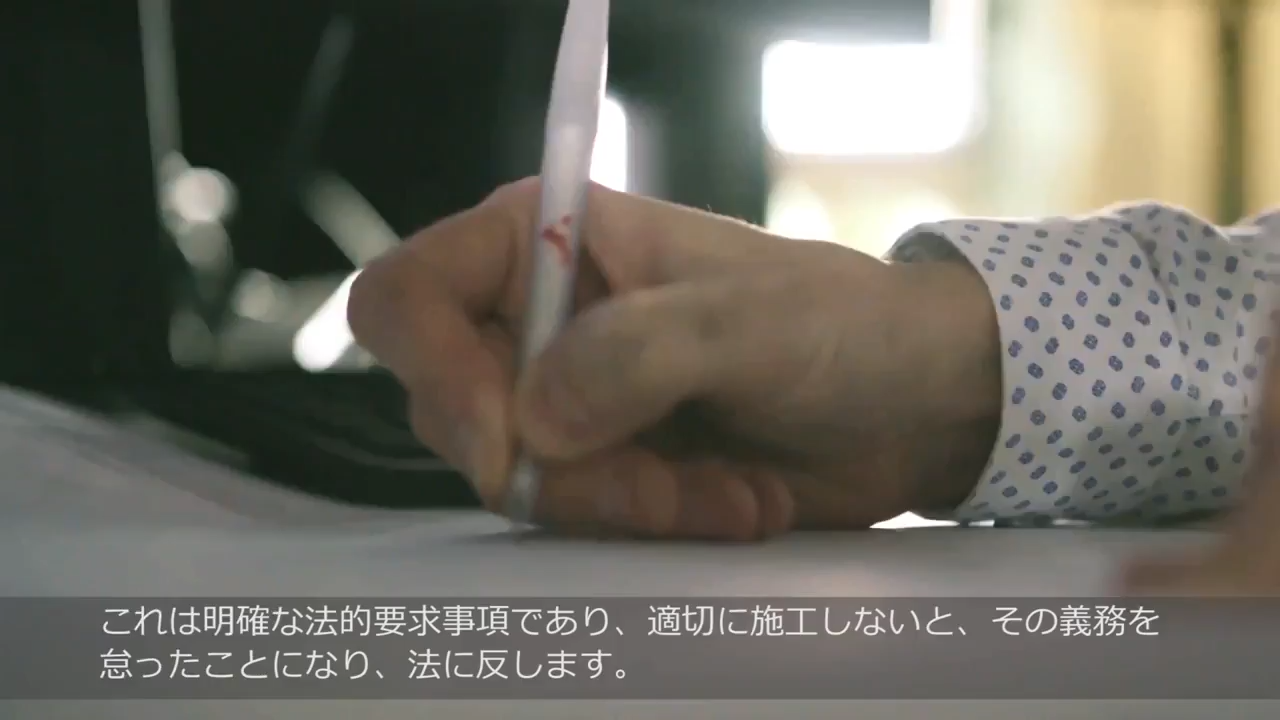 これは明確な法的要求事項であり、適切に施工しないと、その義務を
怠ったことになり、法に反します。